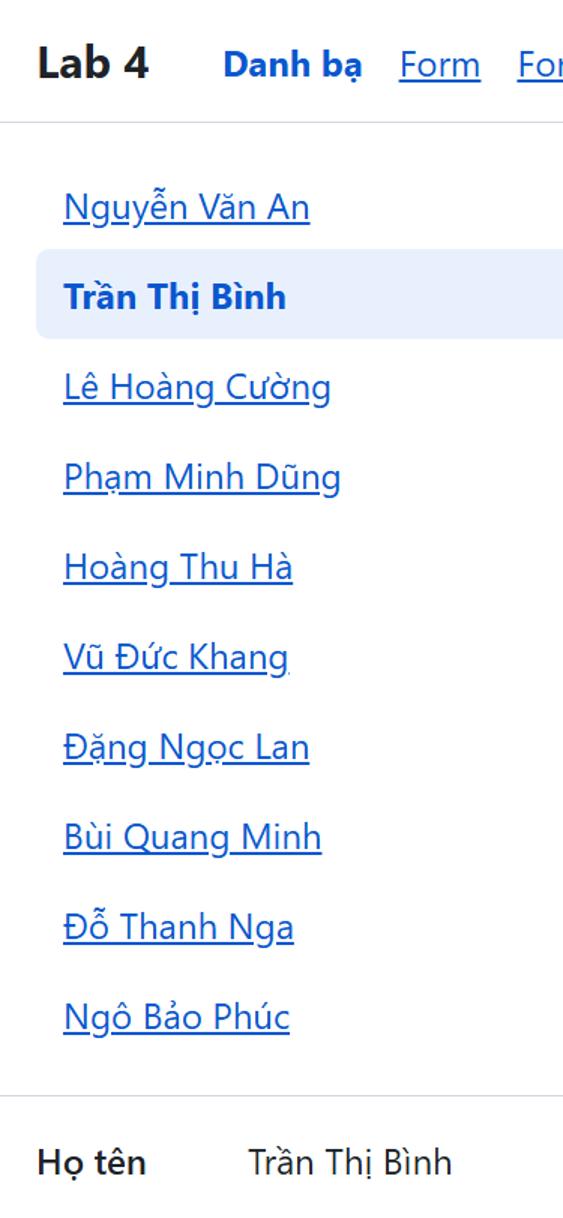 Lab 4 Danh bạ Form
Nguyễn Văn An
Trần Thị Bình
Lê Hoàng Cường
Phạm Minh Dũng
Hoàng Thu Hà
Vũ Đức Khang
Đặng Ngọc Lan
Bùi Quang Minh
Đỗ Thanh Nga
Ngô Bảo Phúc
Họ tên Trần Thị Bình